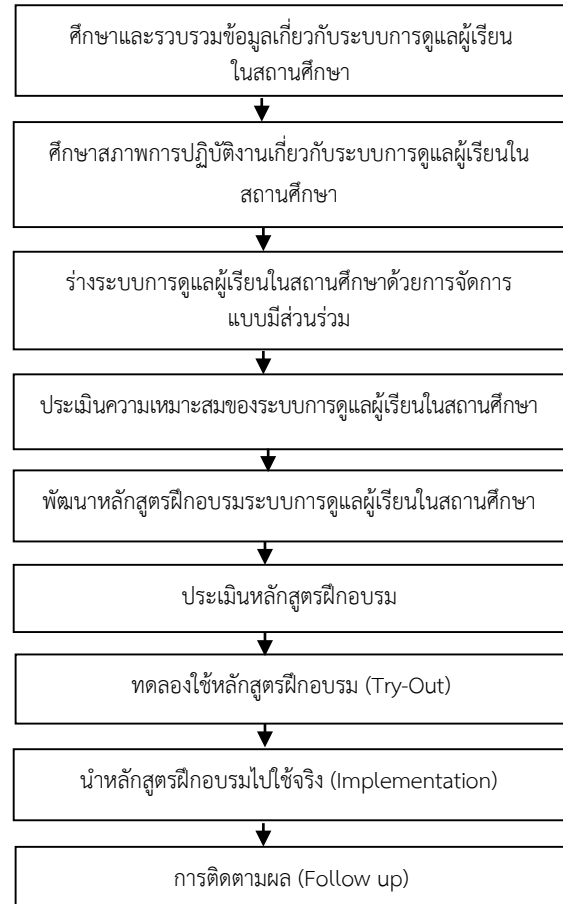 ศึกษาและรวบรวมข้อมูลเกี่ยวกับระบบการดูแลผู้เรียน
ในสถานศึกษา
ศึกษาสภาพการปฏิบัติงานเกี่ยวกับระบบการดูแลผู้เรียนใน
สถานศึกษา
ร่างระบบการดูแลผู้เรียนในสถานศึกษาด้วยการจัดการ
แบบมีส่วนร่วม
ประเมินความเหมาะสมของระบบการดูแลผู้เรียนในสถานศึกษา
พัฒนาหลักสูตรฝึกอบรมระบบการดูแลผู้เรียนในสถานศึกษา
ประเมินหลักสูตรฝึกอบรม
ทดลองใช้หลักสูตรฝึกอบรม (Try-Out)
นำหลักสูตรฝึกอบรมไปใช้จริง (Implementation)
การติดตามผล (Follow up)